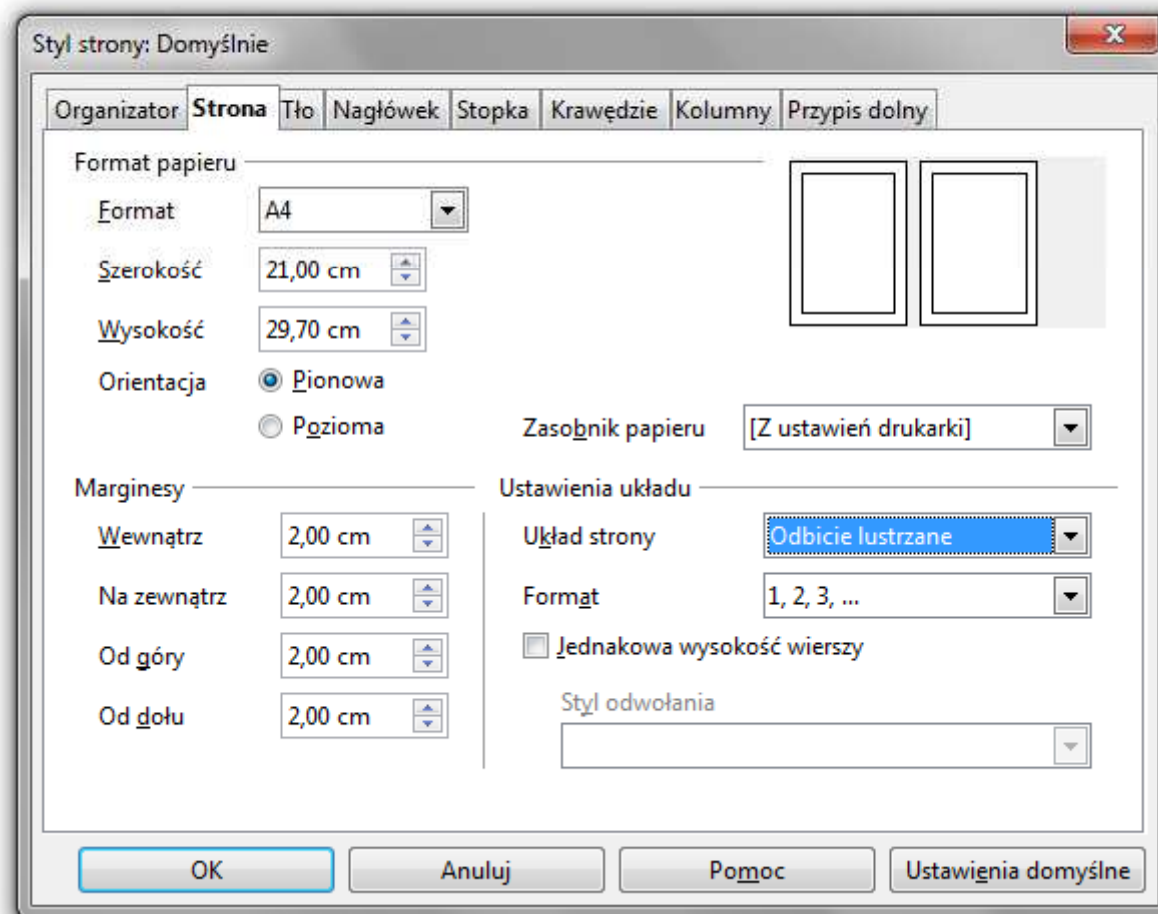 Styl strony: Domyślnie
Organizator Strona Tło Nagłówek Stopka Krawędzie Kolumny Przypis dolny
Format papieru
Format A4
Szerokość 21,00 cm
Wysokość 29,70 cm
Orientacja Pionowa
Pozioma Zasobnik papieru [Z ustawień drukarki]
Marginesy Ustawienia układu
Wewnątrz 2,00 cm Układ strony Odbicie lustrzane
Na zewnątrz 2,00 cm Format 1, 2, 3, ...
Od góry 2,00 cm Jednakowa wysokość wierszy
Od dołu 2,00 cm Styl odwołania
OK Anuluj Pomoc Ustawienia domyślne